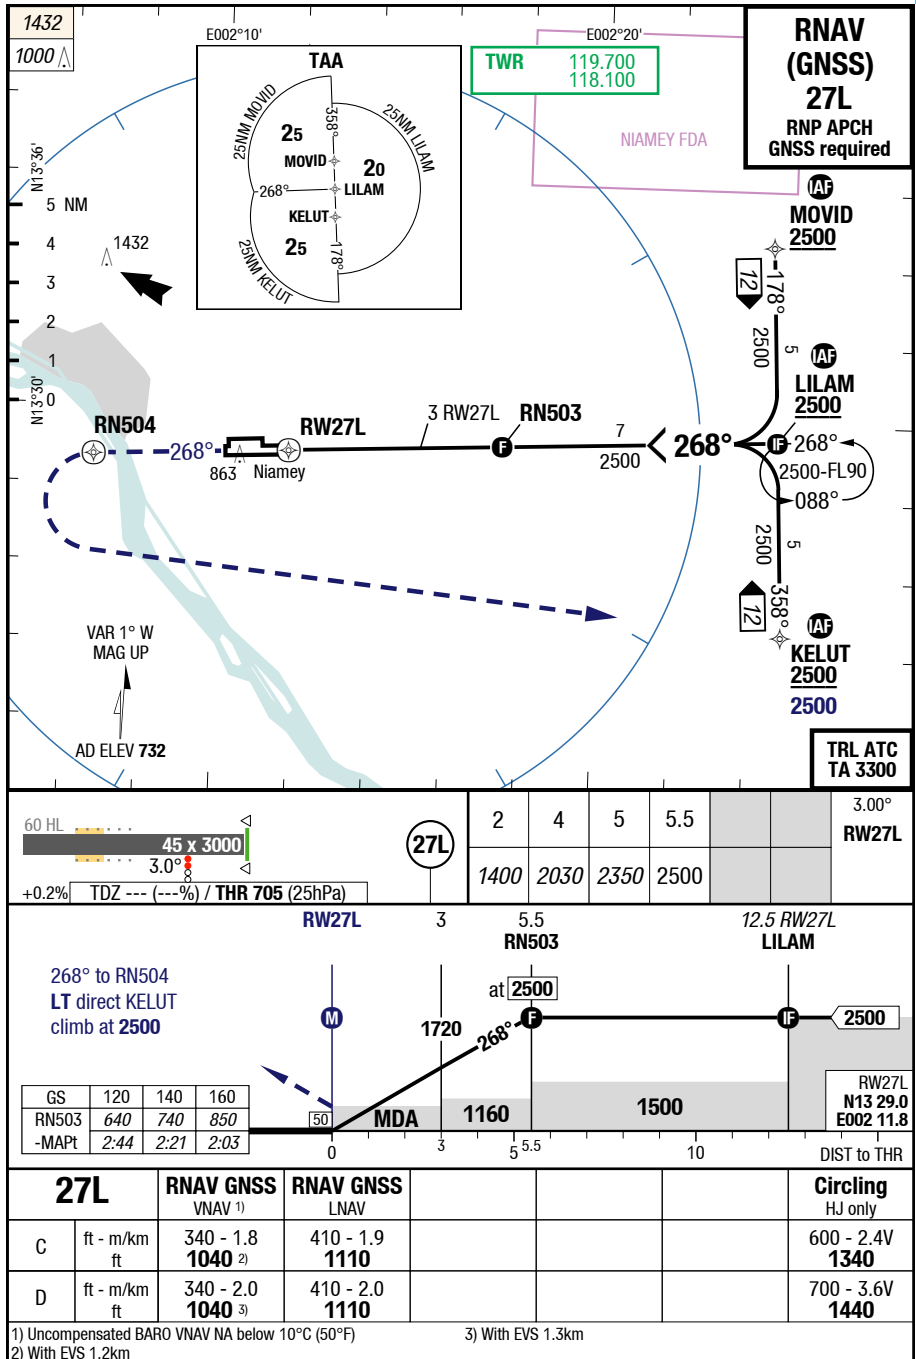 1432
1000
E002°10'
E002°20'
RNAV
(GNSS)
27L
RNP APCH
GNSS required
TWR 119.700
118.100
NIAMEY FDA
TAA
25NM MOVID
25NM LILAM
25NM KELUT
358°
25
MOVID
20
268°
LILAM
KELUT
25
178°
N13°36'
5 NM
4
3
2
1
0
N13°30'
1432
IAF
MOVID
2500
12
178°
2500
5
IAF
LILAM
2500
RN504
268°
863
Niamey
RW27L
3 RW27L
RN503
F
7
2500
268°
IF
268°
2500-FL90
088°
2500
5
12
358°
IAF
KELUT
2500
2500
VAR 1° W
MAG UP
AD ELEV 732
TRL ATC
TA 3300
60 HL
45 x 3000
3.0°
+0.2%
TDZ --- (---%) / THR 705 (25hPa)
27L
2 4 5 5.5
1400 2030 2350 2500
3.00°
RW27L
RW27L 3 5.5 12.5 RW27L
RN503 LILAM
268° to RN504
LT direct KELUT
climb at 2500
at 2500
M
1720
268°
F
IF
2500
GS 120 140 160
RN503 640 740 850
-MAPt 2:44 2:21 2:03
50
MDA
1160
1500
RW27L
N13 29.0
E002 11.8
0 3 5 5.5 10 DIST to THR
27L
RNAV GNSS
VNAV 1)
RNAV GNSS
LNAV
Circling
HJ only
C ft - m/km 340 - 1.8 410 - 1.9 600 - 2.4V
ft 1040 2) 1110 1340
D ft - m/km 340 - 2.0 410 - 2.0 700 - 3.6V
ft 1040 3) 1110 1440
1) Uncompensated BARO VNAV NA below 10°C (50°F) 3) With EVS 1.3km
2) With EVS 1.2km